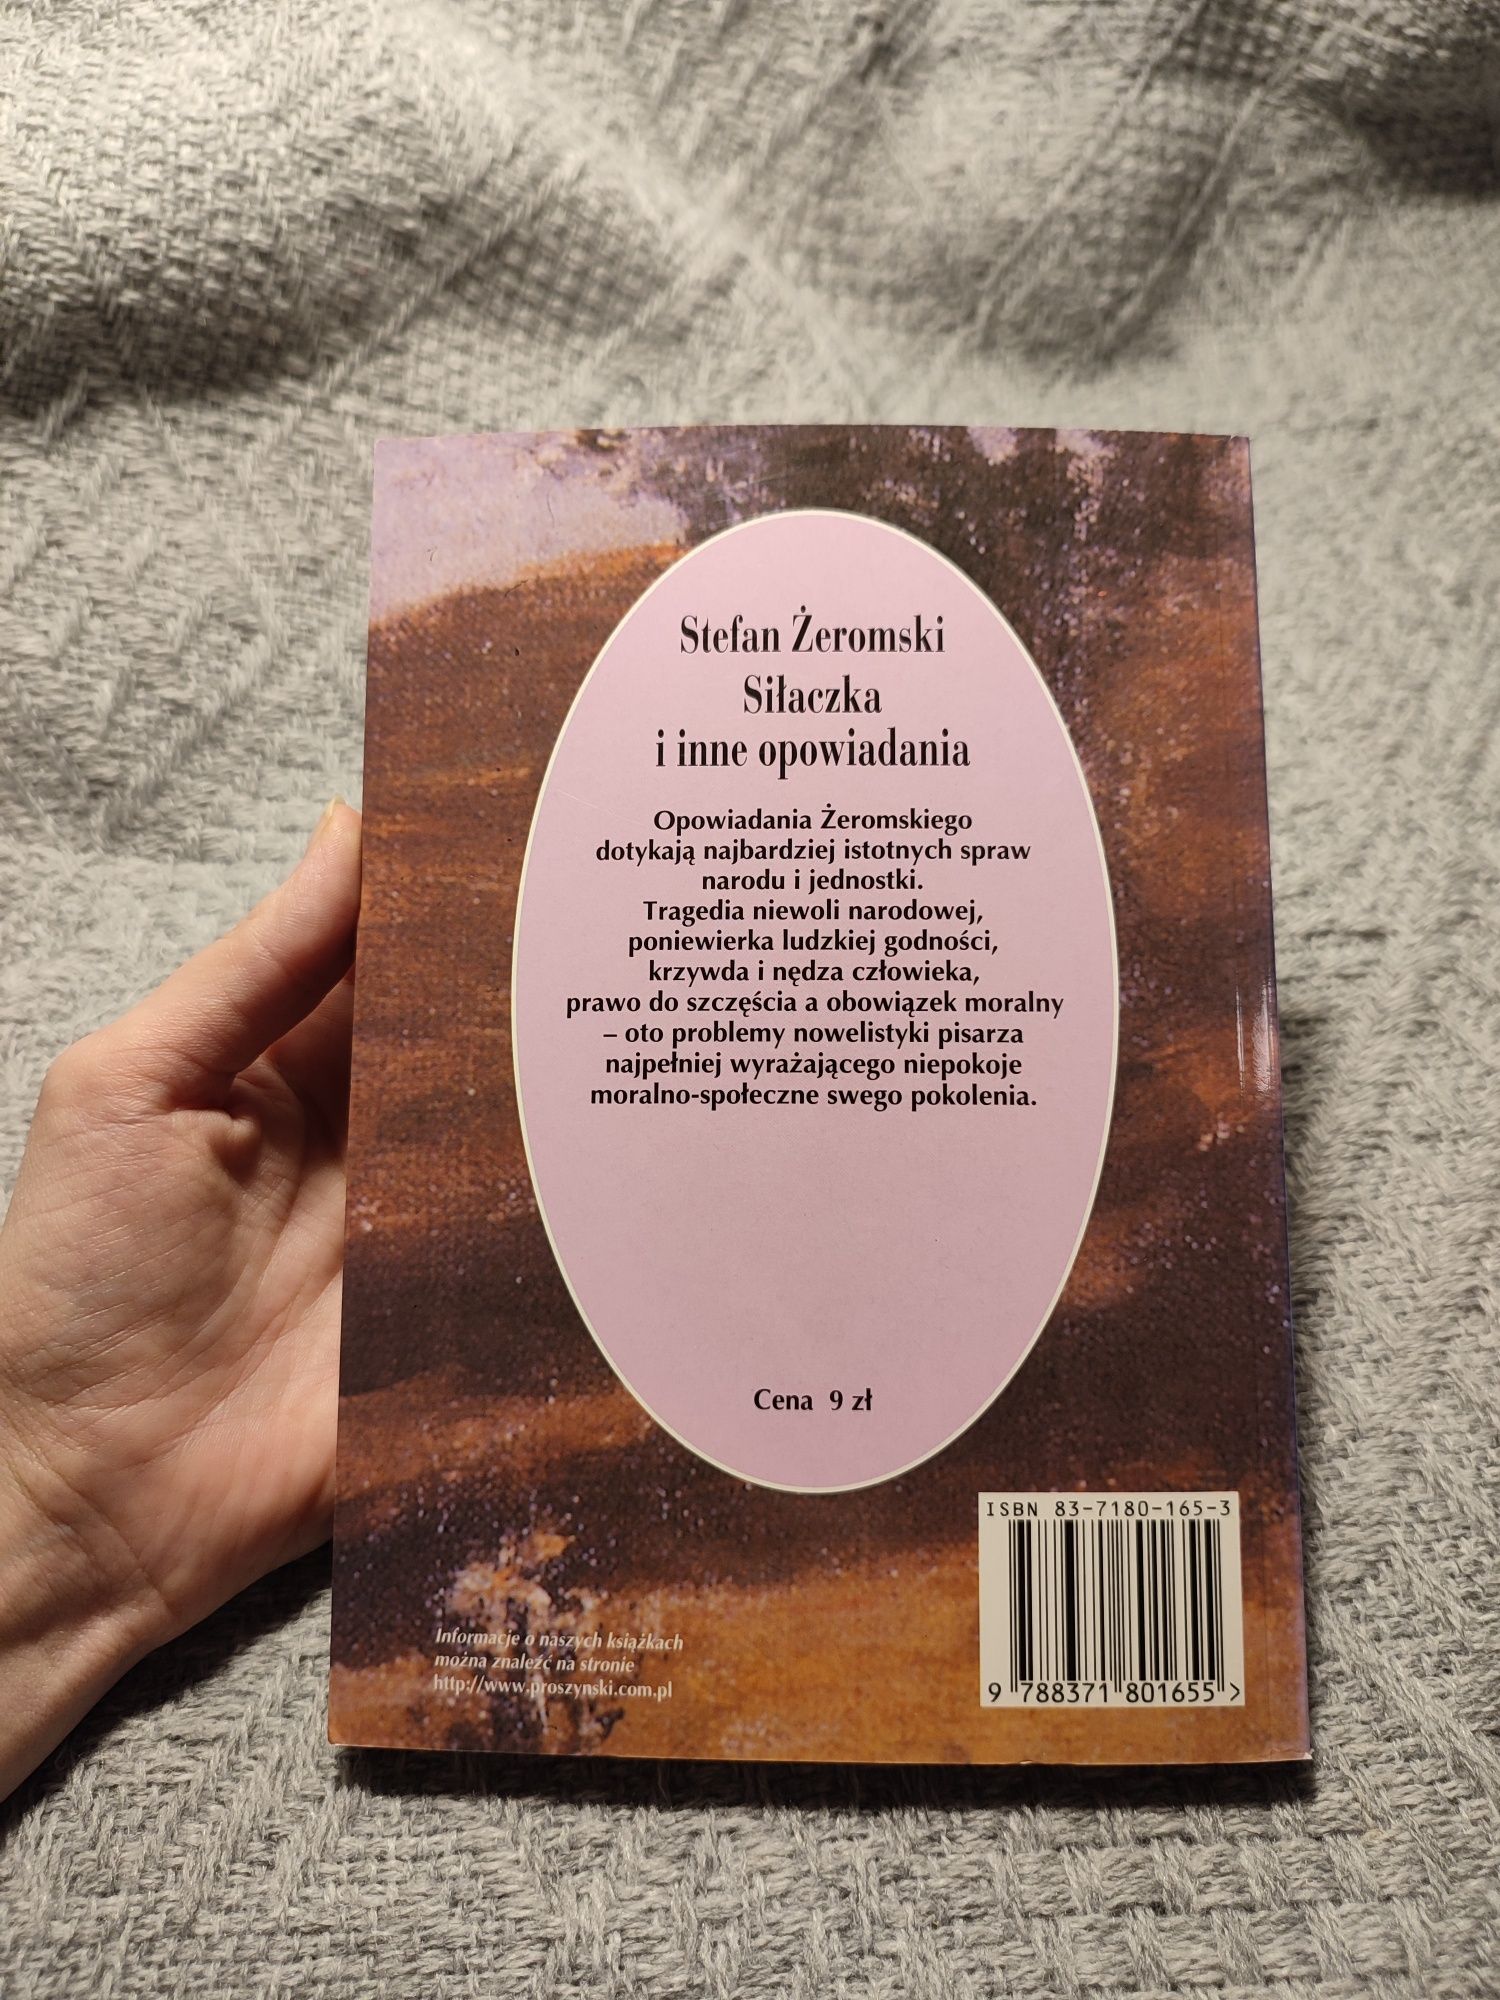 Stefan Żeromski
Siłaczka
i inne opowiadania
Opowiadania Żeromskiego
dotykają najbardziej istotnych spraw
narodu i jednostki.
Tragedia niewoli narodowej,
poniewierka ludzkiej godności,
krzywda i nędza człowieka,
prawo do szczęścia a obowiązek moralny
– oto problemy nowelistyki pisarza
najpełniej wyrażającego niepokoje
moralno-społeczne swego pokolenia.
Cena 9 zł
Informacje o naszych książkach
można znaleźć na stronie
http://www.proszynski.com.pl
ISBN 83-7180-165-3
9 788371 801655 >